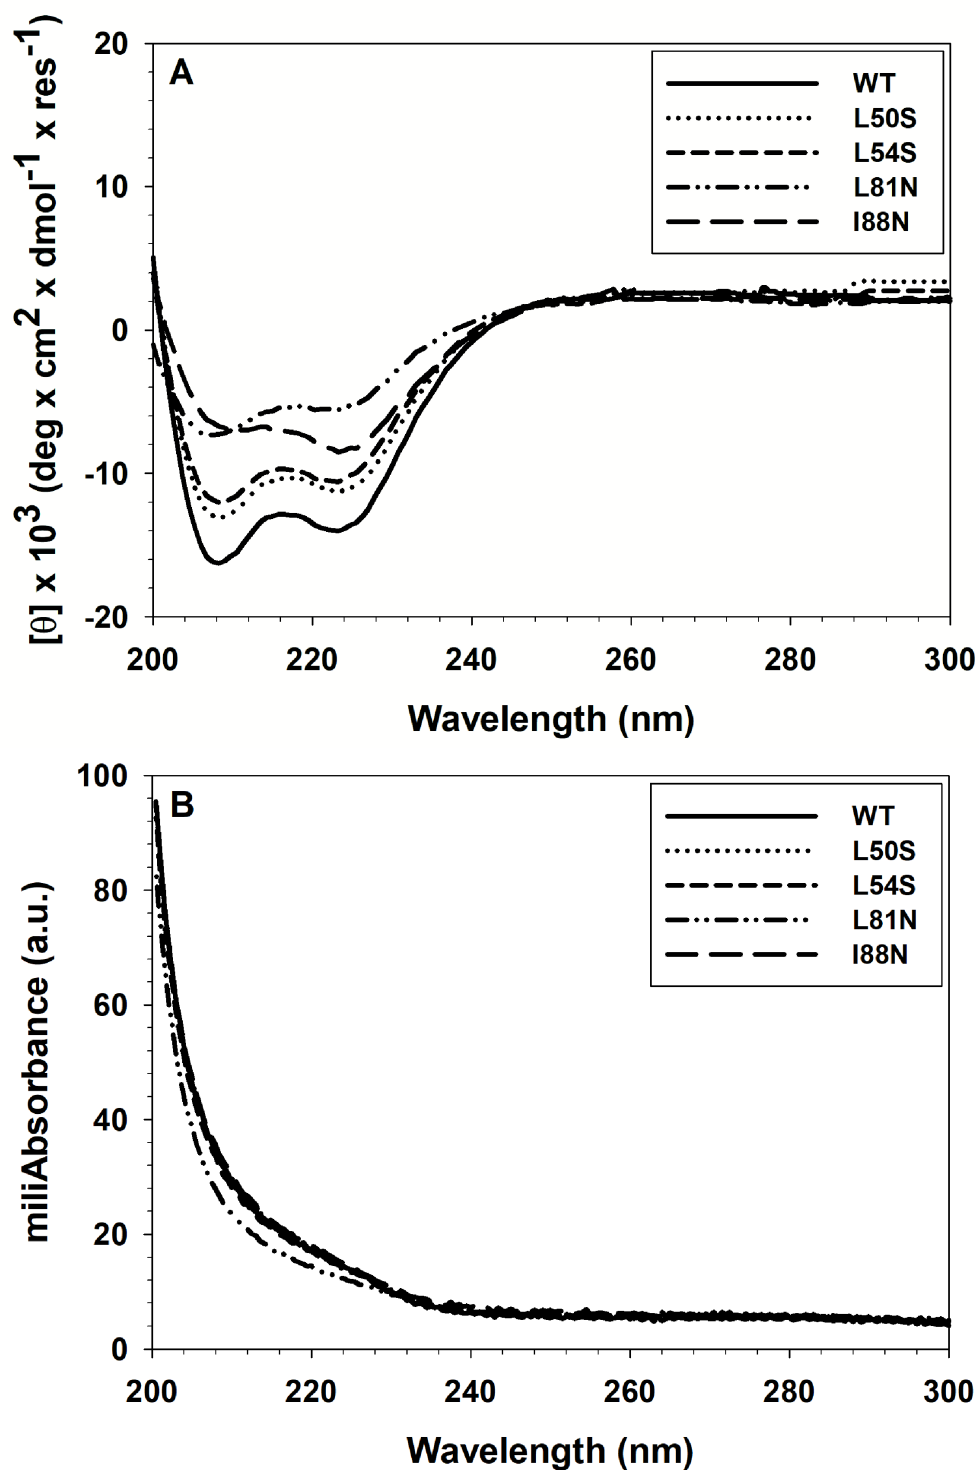 A
[θ] x 10³ (deg x cm² x dmol⁻¹ x res⁻¹)
20
10
0
-10
-20
WT
L50S
L54S
L81N
I88N
200 220 240 260 280 300
Wavelength (nm)
B
miliAbsorbance (a.u.)
100
80
60
40
20
0
WT
L50S
L54S
L81N
I88N
200 220 240 260 280 300
Wavelength (nm)